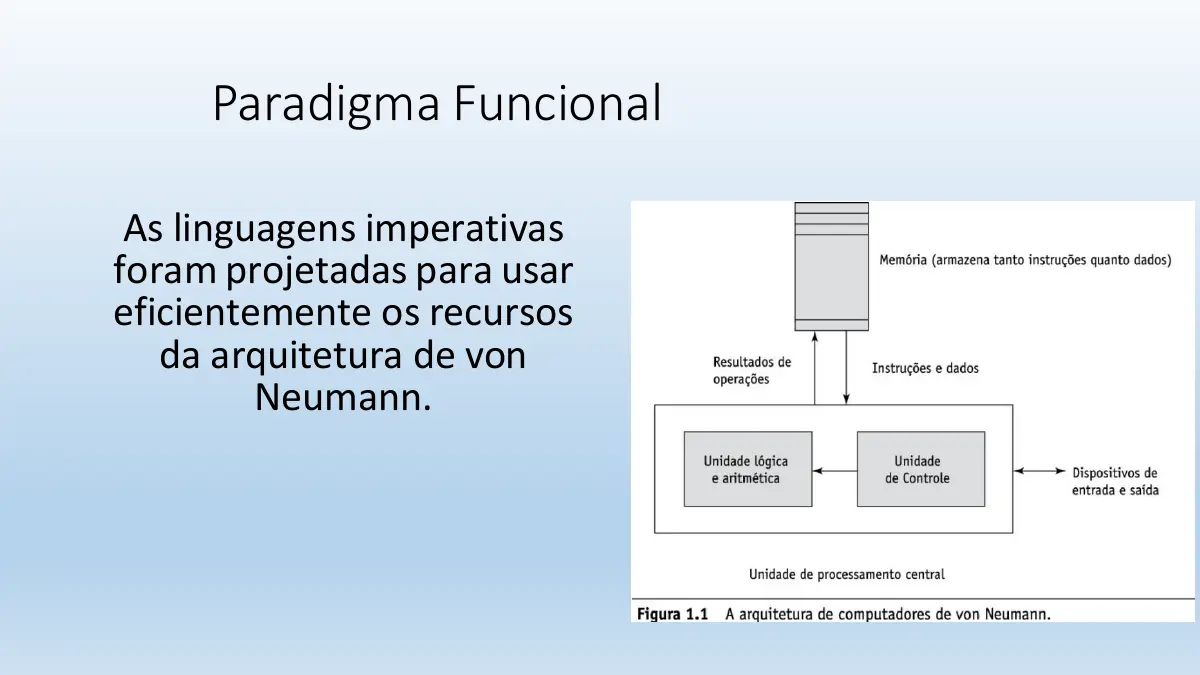 Paradigma Funcional
As linguagens imperativas
foram projetadas para usar
eficientemente os recursos
da arquitetura de von
Neumann.
Memória (armazena tanto instruções quanto dados)
Resultados de
operações
Instruções e dados
Unidade lógica
e aritmética
Unidade
de Controle
Dispositivos de
entrada e saída
Unidade de processamento central
Figura 1.1 A arquitetura de computadores de von Neumann.